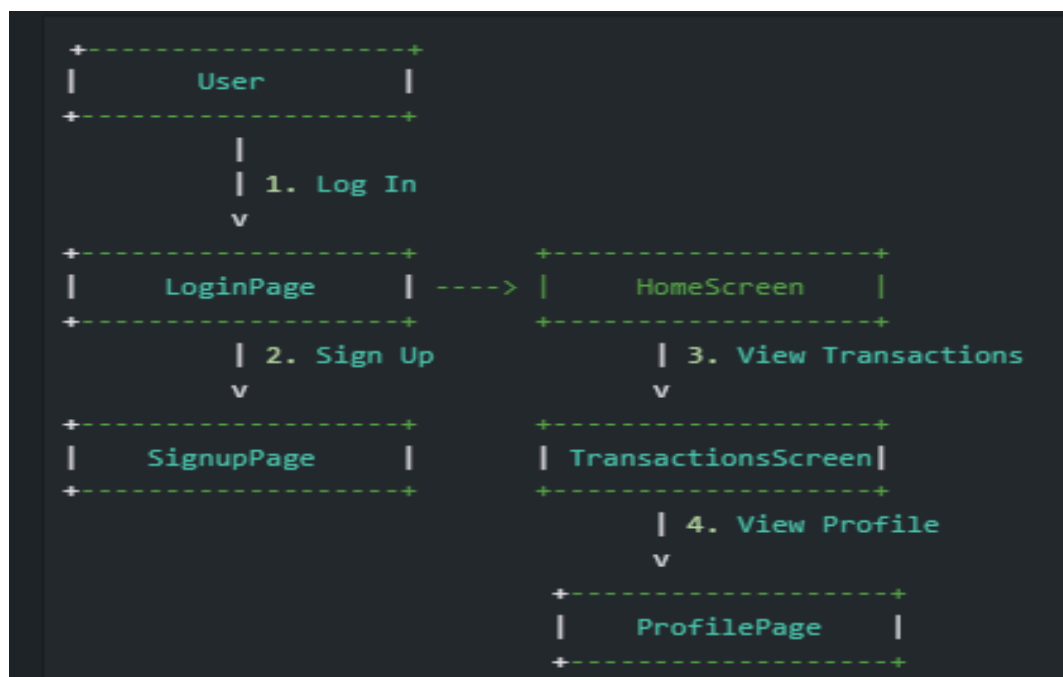 +-------------------+
|       User        |
+-------------------+
|
| 1. Log In
v
+-------------------+       +-------------------+
|     LoginPage     | ----> |     HomeScreen    |
+-------------------+       +-------------------+
| 2. Sign Up             | 3. View Transactions
v                        v
+-------------------+       +-------------------+
|    SignupPage     |       | TransactionsScreen|
+-------------------+       +-------------------+
| 4. View Profile
v
+-------------------+
|    ProfilePage    |
+-------------------+